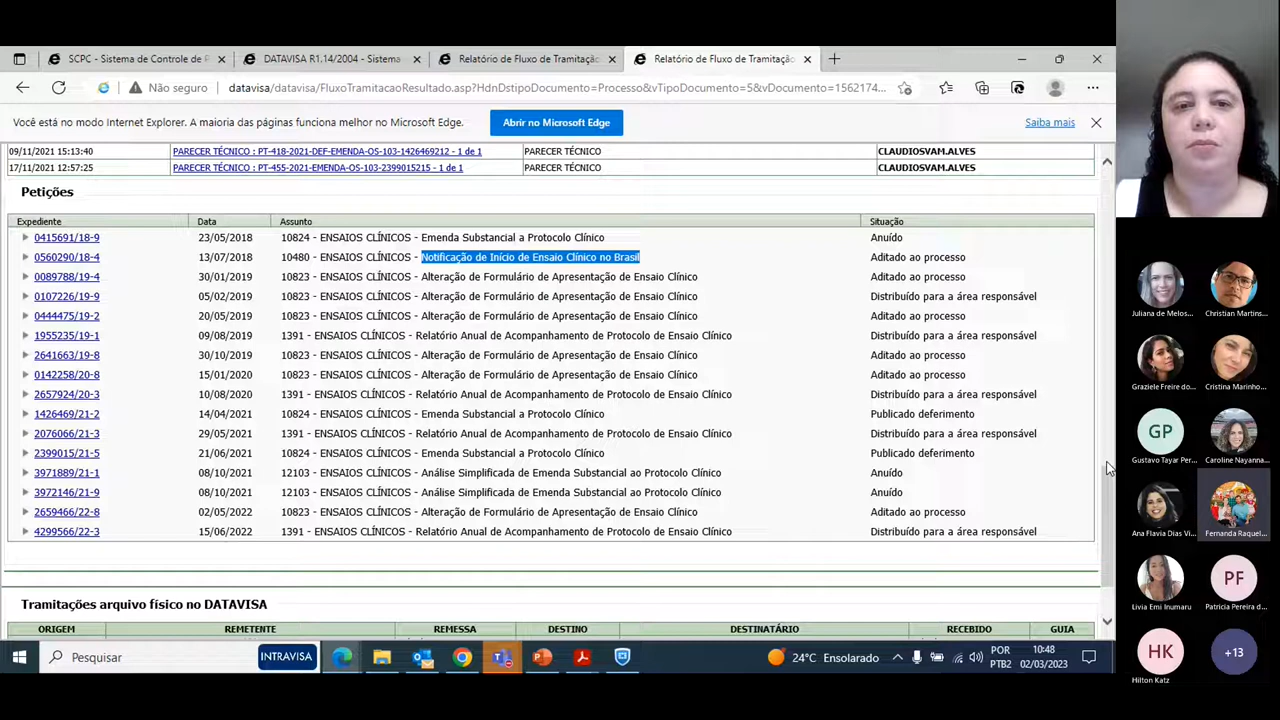 SCPC - Sistema de Controle de P
DATAVISA R1.14/2004 - Sistema
Relatório de Fluxo de Tramitação
Relatório de Fluxo de Tramitação
Não seguro
datavisa/datavisa/FluxoTramitacaoResultado.asp?HdnDstipoDocumento=Processo&vTipoDocumento=5&vDocumento=1562174...
Você está no modo Internet Explorer. A maioria das páginas funciona melhor no Microsoft Edge.
Abrir no Microsoft Edge
Saiba mais
09/11/2021 15:13:40 PARECER TÉCNICO : PT-418-2021-DEF-EMENDA-OS-103-1426469212 - 1 de 1 PARECER TÉCNICO CLAUDIOSVAM.ALVES
17/11/2021 12:57:25 PARECER TÉCNICO : PT-455-2021-EMENDA-OS-103-2399015215 - 1 de 1 PARECER TÉCNICO CLAUDIOSVAM.ALVES
Petições
Expediente Data Assunto Situação
0415691/18-9 23/05/2018 10824 - ENSAIOS CLÍNICOS - Emenda Substancial a Protocolo Clínico Anuído
0560290/18-4 13/07/2018 10480 - ENSAIOS CLÍNICOS - Notificação de Início de Ensaio Clínico no Brasil Aditado ao processo
0089788/19-4 30/01/2019 10823 - ENSAIOS CLÍNICOS - Alteração de Formulário de Apresentação de Ensaio Clínico Aditado ao processo
0107226/19-9 05/02/2019 10823 - ENSAIOS CLÍNICOS - Alteração de Formulário de Apresentação de Ensaio Clínico Distribuído para a área responsável
0444475/19-2 20/05/2019 10823 - ENSAIOS CLÍNICOS - Alteração de Formulário de Apresentação de Ensaio Clínico Aditado ao processo
1955235/19-1 09/08/2019 1391 - ENSAIOS CLÍNICOS - Relatório Anual de Acompanhamento de Protocolo de Ensaio Clínico Distribuído para a área responsável
2641663/19-8 30/10/2019 10823 - ENSAIOS CLÍNICOS - Alteração de Formulário de Apresentação de Ensaio Clínico Aditado ao processo
0142258/20-8 15/01/2020 10823 - ENSAIOS CLÍNICOS - Alteração de Formulário de Apresentação de Ensaio Clínico Aditado ao processo
2657924/20-3 10/08/2020 1391 - ENSAIOS CLÍNICOS - Relatório Anual de Acompanhamento de Protocolo de Ensaio Clínico Distribuído para a área responsável
1426469/21-2 14/04/2021 10824 - ENSAIOS CLÍNICOS - Emenda Substancial a Protocolo Clínico Publicado deferimento
2076066/21-3 29/05/2021 1391 - ENSAIOS CLÍNICOS - Relatório Anual de Acompanhamento de Protocolo de Ensaio Clínico Distribuído para a área responsável
2399015/21-5 21/06/2021 10824 - ENSAIOS CLÍNICOS - Emenda Substancial a Protocolo Clínico Publicado deferimento
3971889/21-1 08/10/2021 12103 - ENSAIOS CLÍNICOS - Análise Simplificada de Emenda Substancial ao Protocolo Clínico Anuído
3972146/21-9 08/10/2021 12103 - ENSAIOS CLÍNICOS - Análise Simplificada de Emenda Substancial ao Protocolo Clínico Anuído
2659466/22-8 02/05/2022 10823 - ENSAIOS CLÍNICOS - Alteração de Formulário de Apresentação de Ensaio Clínico Aditado ao processo
4299566/22-3 15/06/2022 1391 - ENSAIOS CLÍNICOS - Relatório Anual de Acompanhamento de Protocolo de Ensaio Clínico Distribuído para a área responsável
Tramitações arquivo físico no DATAVISA
ORIGEM REMETENTE REMESSA DESTINO DESTINATÁRIO RECEBIDO GUIA
Pesquisar
INTRAVISA
24°C Ensolarado
POR
PTB2
10:48
02/03/2023
Juliana de Melos...
Christian Martins...
Graziele Freire do...
Cristina Marinho...
GP
Gustavo Tayar Per...
Caroline Nayanna...
Ana Flavia Dias Vi...
Fernanda Raquel...
Livia Emi Inumaru
PF
Patricia Pereira d...
HK
Hilton Katz
+13